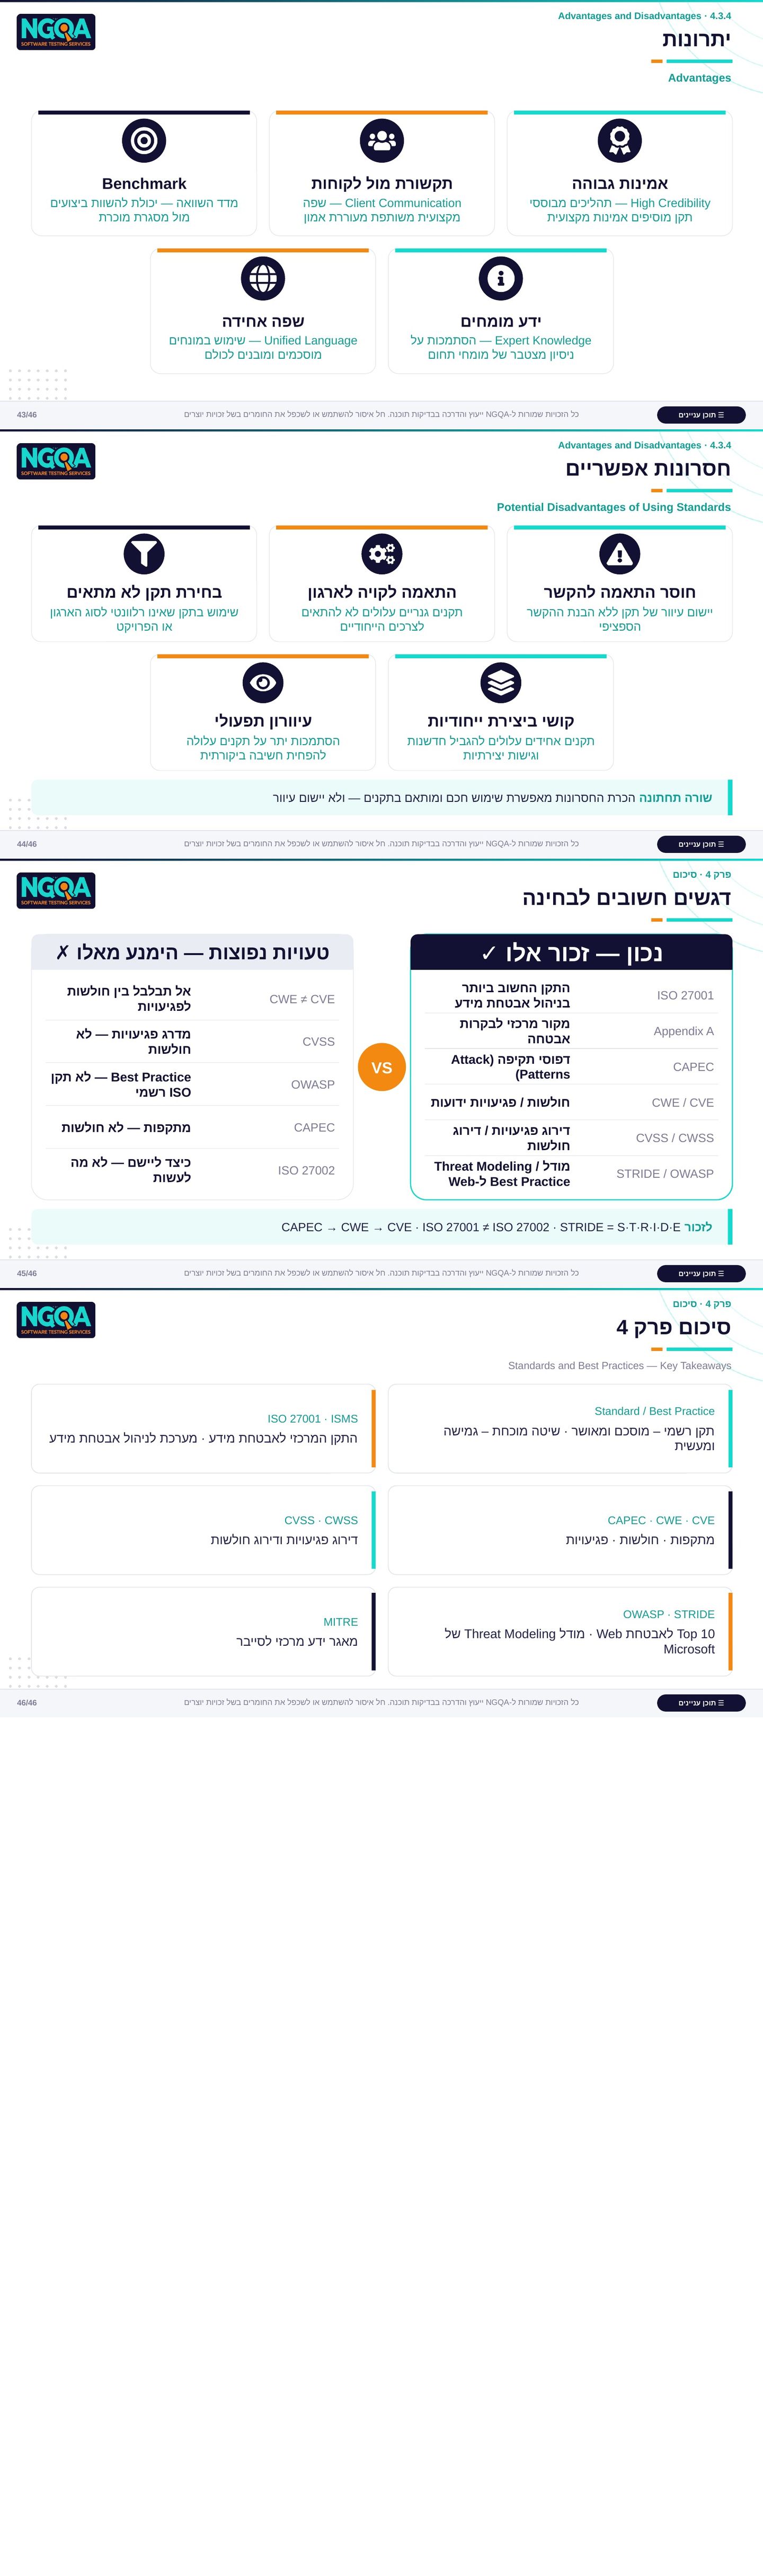 4.3.4 · Advantages and Disadvantages
NGQA
SOFTWARE TESTING SERVICES
יתרונות
Advantages
אמינות גבוהה
High Credibility — תהליכים מבוססי
תקן מוסיפים אמינות מקצועית
תקשורת מול לקוחות
Client Communication — שפה
מקצועית משותפת מעוררת אמון
Benchmark
מדד השוואה — יכולת להשוות ביצועים
מול מסגרת מוכרת
ידע מומחים
Expert Knowledge — הסתמכות על
ניסיון מצטבר של מומחי תחום
שפה אחידה
Unified Language — שימוש במונחים
מוסכמים ומובנים לכולם
☰ תוכן עניינים
כל הזכויות שמורות ל-NGQA ייעוץ והדרכה בבדיקות תוכנה. חל איסור להשתמש או לשכפל את החומרים בשל זכויות יוצרים
43/46
4.3.4 · Advantages and Disadvantages
NGQA
SOFTWARE TESTING SERVICES
חסרונות אפשריים
Potential Disadvantages of Using Standards
חוסר התאמה להקשר
יישום עיוור של תקן ללא הבנת ההקשר
הספציפי
התאמה לקויה לארגון
תקנים גנריים עלולים לא להתאים
לצרכים הייחודיים
בחירת תקן לא מתאים
שימוש בתקן שאינו רלוונטי לסוג הארגון
או הפרויקט
קושי ביצירת ייחודיות
תקנים אחידים עלולים להגביל חדשנות
וגישות יצירתיות
עיוורון תפעולי
הסתמכות יתר על תקנים עלולה
להפחית חשיבה ביקורתית
שורה תחתונה הכרת החסרונות מאפשרת שימוש חכם ומותאם בתקנים — ולא יישום עיוור
☰ תוכן עניינים
כל הזכויות שמורות ל-NGQA ייעוץ והדרכה בבדיקות תוכנה. חל איסור להשתמש או לשכפל את החומרים בשל זכויות יוצרים
44/46
פרק 4 · סיכום
NGQA
SOFTWARE TESTING SERVICES
דגשים חשובים לבחינה
נכון — זכור אלו ✓
ISO 27001
התקן החשוב ביותר
בניהול אבטחת מידע
Appendix A
מקור מרכזי לבקרות
אבטחה
CAPEC
דפוסי תקיפה (Attack
Patterns)
CWE / CVE
חולשות / פגיעויות ידועות
CVSS / CWSS
דירוג פגיעויות / דירוג
חולשות
STRIDE / OWASP
מודל Threat Modeling /
Best Practice ל-Web
VS
טעויות נפוצות — הימנע מאלו ✗
CWE ≠ CVE
אל תבלבל בין חולשות
לפגיעויות
CVSS
מדרג פגיעויות — לא
חולשות
OWASP
Best Practice — לא תקן
ISO רשמי
CAPEC
מתקפות — לא חולשות
ISO 27002
כיצד ליישם — לא מה
לעשות
לזכור CAPEC → CWE → CVE · ISO 27001 ≠ ISO 27002 · STRIDE = S·T·R·I·D·E
☰ תוכן עניינים
כל הזכויות שמורות ל-NGQA ייעוץ והדרכה בבדיקות תוכנה. חל איסור להשתמש או לשכפל את החומרים בשל זכויות יוצרים
45/46
פרק 4 · סיכום
NGQA
SOFTWARE TESTING SERVICES
סיכום פרק 4
Standards and Best Practices — Key Takeaways
Standard / Best Practice
תקן רשמי – מוסכם ומאושר · שיטה מוכחת – גמישה
ומעשית
ISO 27001 · ISMS
התקן המרכזי לאבטחת מידע · מערכת לניהול אבטחת מידע
CAPEC · CWE · CVE
מתקפות · חולשות · פגיעויות
CVSS · CWSS
דירוג פגיעויות ודירוג חולשות
OWASP · STRIDE
Top 10 לאבטחת Web · מודל Threat Modeling של
Microsoft
MITRE
מאגר ידע מרכזי לסייבר
☰ תוכן עניינים
כל הזכויות שמורות ל-NGQA ייעוץ והדרכה בבדיקות תוכנה. חל איסור להשתמש או לשכפל את החומרים בשל זכויות יוצרים
46/46